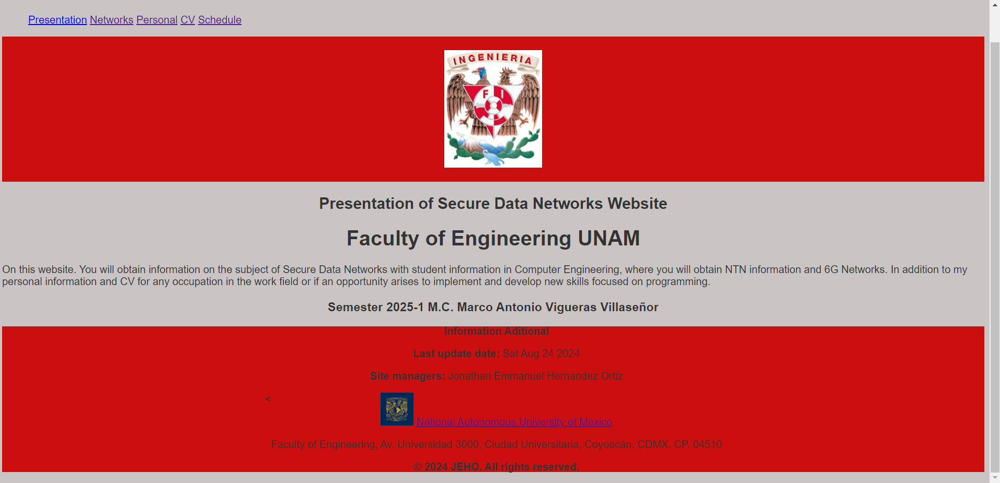 Presentation Networks Personal CV Schedule
INGENIERIA
F I
Presentation of Secure Data Networks Website
Faculty of Engineering UNAM
On this website. You will obtain information on the subject of Secure Data Networks with student information in Computer Engineering, where you will obtain NTN information and 6G Networks. In addition to my
personal information and CV for any occupation in the work field or if an opportunity arises to implement and develop new skills focused on programming.
Semester 2025-1 M.C. Marco Antonio Vigueras Villaseñor
Information Aditional
Last update date: Sat Aug 24 2024
Site managers: Jonathan Emmanuel Hernandez Ortiz
<
National Autonomous University of Mexico
Faculty of Engineering, Av. Universidad 3000, Ciudad Universitaria, Coyoacán, CDMX. CP. 04510
© 2024 JEHO. All rights reserved.